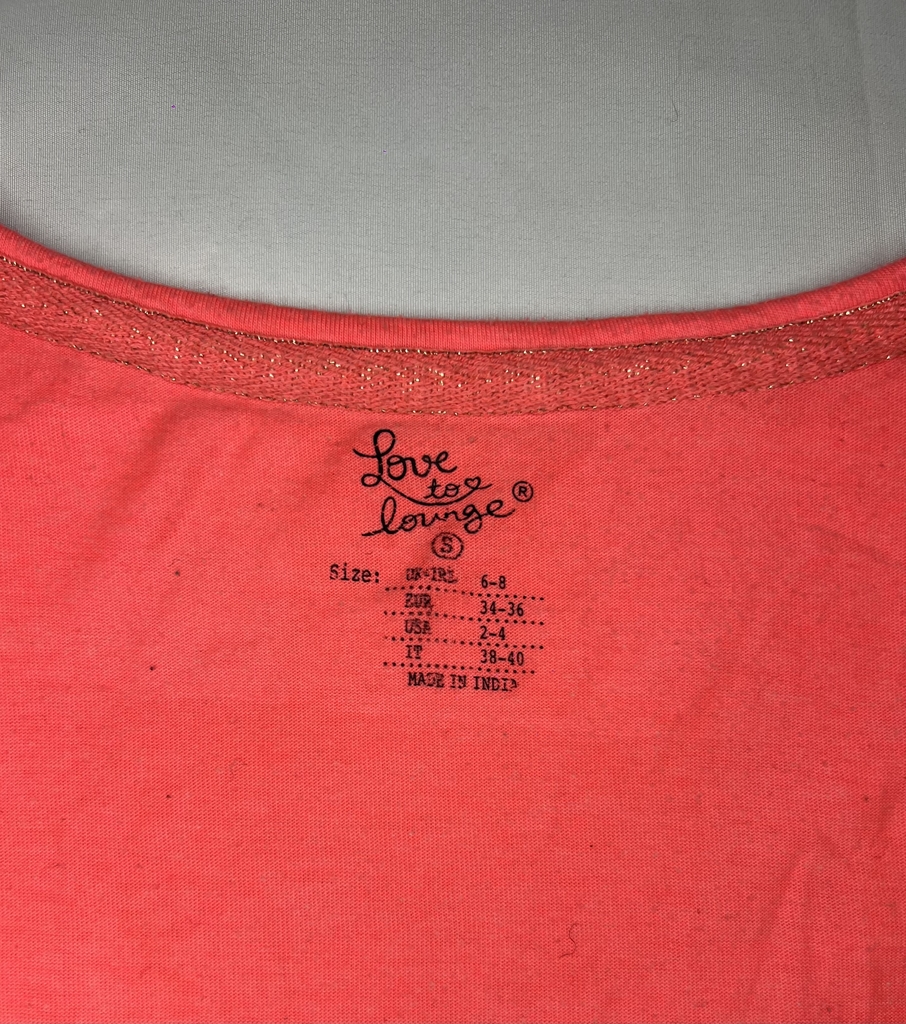 Love
to
lounge ®
S
Size: UK-IRE 6-8
EUR 34-36
USA 2-4
IT 38-40
MADE IN INDIA